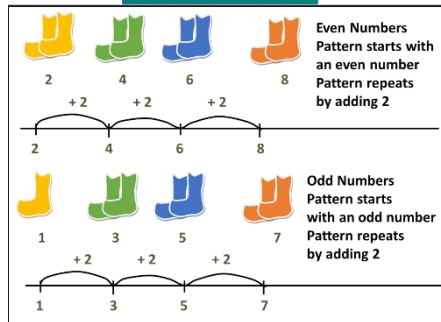 Even Numbers
Pattern starts with
an even number
Pattern repeats
by adding 2
2 4 6 8
+ 2 + 2 + 2
2 4 6 8
Odd Numbers
Pattern starts
with an odd number
Pattern repeats
by adding 2
1 3 5 7
+ 2 + 2 + 2
1 3 5 7